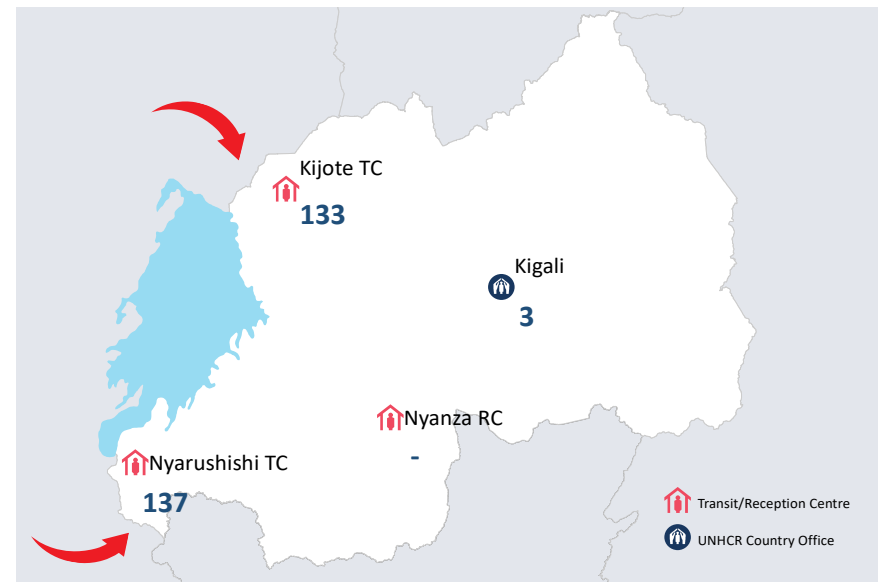 Kijote TC
133
Kigali
3
Nyanza RC
-
Nyarushishi TC
137
Transit/Reception Centre
UNHCR Country Office